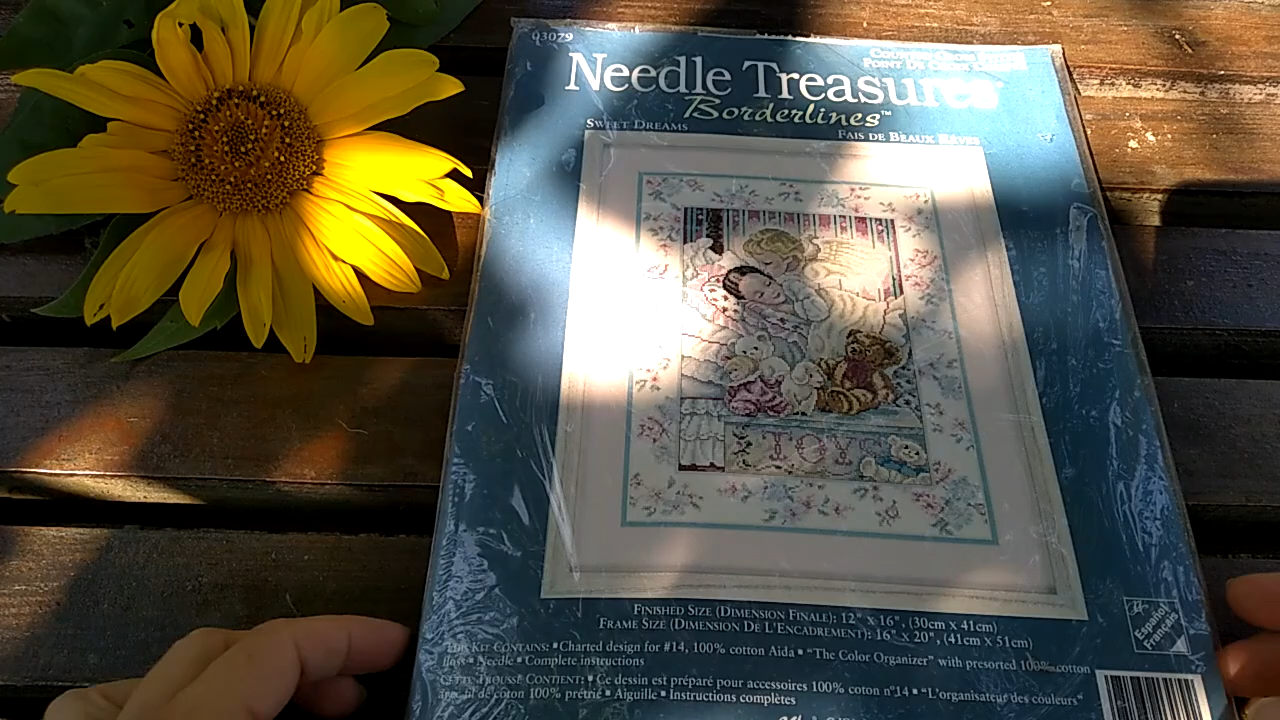 03079
Needle Treasures
Borderlines™
Sweet Dreams
Fais de Beaux Rêves
TOYS
Finished Size (Dimension Finale): 12" x 16", (30cm x 41cm)
Frame Size (Dimension De L'Encadrement): 16" x 20", (41cm x 51cm)
This Kit Contains: ▪Charted design for #14, 100% cotton Aida ▪ "The Color Organizer" with presorted 100% cotton
floss ▪ Needle ▪ Complete instructions
Cette Trousse Contient: ▪ Ce dessin est préparé pour accessoires 100% coton n°14 ▪ "L'organisateur des couleurs"
avec fil de coton 100% prétrié ▪ Aiguille ▪ Instructions complètes
Español
Français